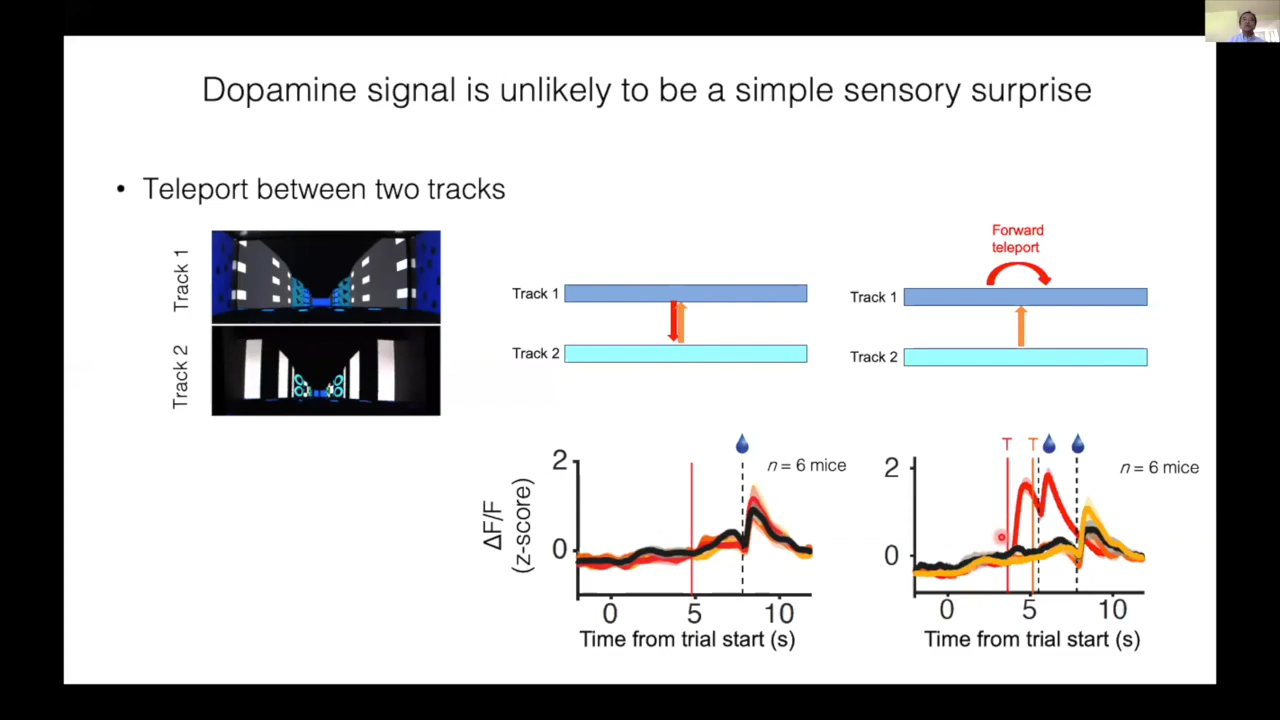 Dopamine signal is unlikely to be a simple sensory surprise
• Teleport between two tracks
Track 1
Track 2
Track 1
Track 2
Forward
teleport
Track 1
Track 2
2
0
ΔF/F
(z-score)
n = 6 mice
0 5 10
Time from trial start (s)
T T
2
0
n = 6 mice
0 5 10
Time from trial start (s)